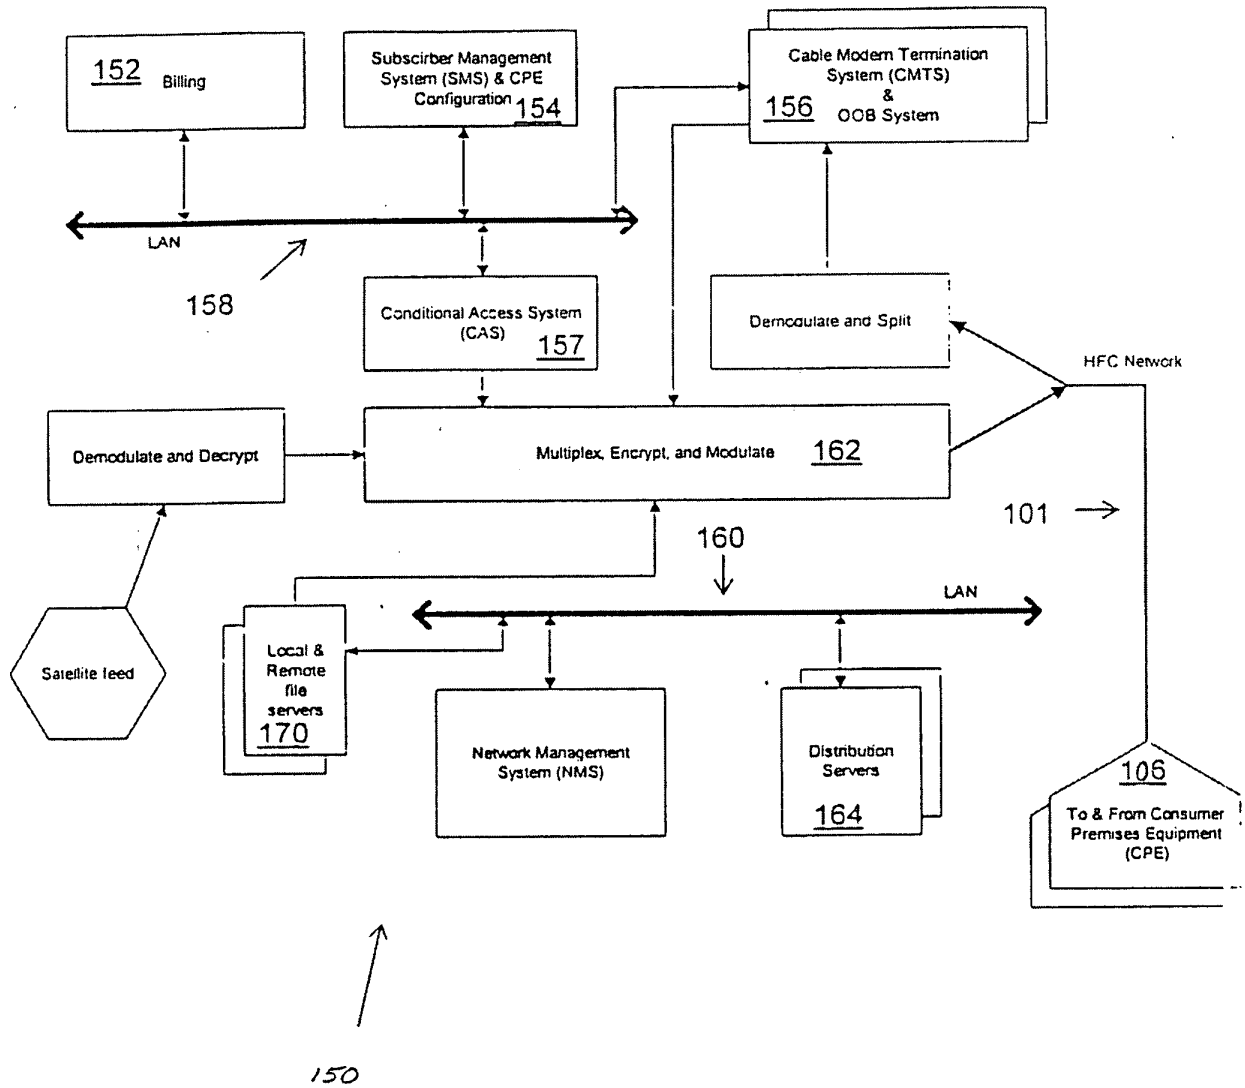 152 Billing
Subscirber Management
System (SMS) & CPE
Configuration
154
Cable Modem Termination
System (CMTS)
&
OOB System
156
LAN
158
Conditional Access System
(CAS)
157
Demodulate and Split
HFC Network
Demodulate and Decrypt
Multiplex, Encrypt, and Modulate 162
101
160
LAN
Satellite feed
Local &
Remote
file
servers
170
Network Management
System (NMS)
Distribution
Servers
164
106
To & From Consumer
Premises Equipment
(CPE)
150